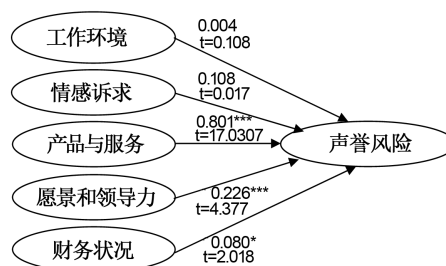 工作环境
0.004
t=0.108
情感诉求
0.108
t=0.017
产品与服务
0.801***
t=17.0307
声誉风险
愿景和领导力
0.226***
t=4.377
财务状况
0.080*
t=2.018